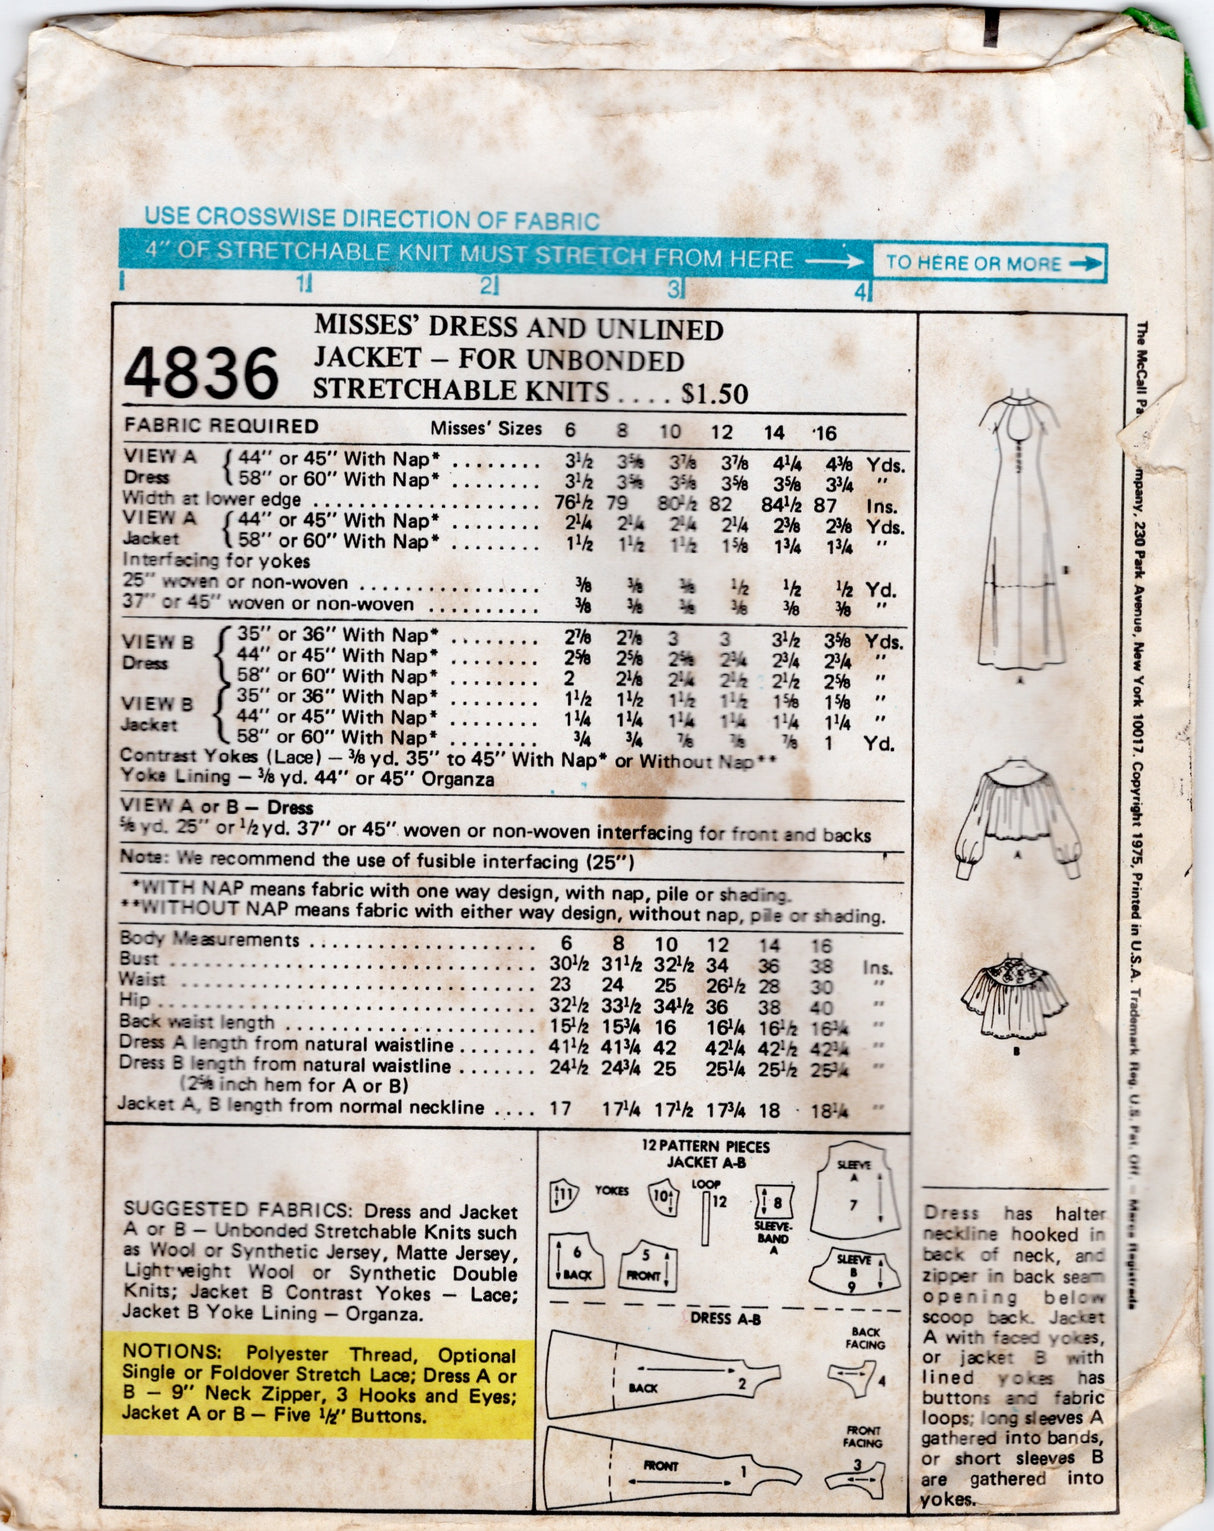 USE CROSSWISE DIRECTION OF FABRIC
4" OF STRETCHABLE KNIT MUST STRETCH FROM HERE
TO HERE OR MORE
1 2 3 4
4836
MISSES' DRESS AND UNLINED
JACKET – FOR UNBONDED
STRETCHABLE KNITS .... $1.50
FABRIC REQUIRED Misses' Sizes 6 8 10 12 14 16
VIEW A 44" or 45" With Nap* ........ 3½ 3⅝ 3⅞ 3⅞ 4¼ 4⅜ Yds.
Dress 58" or 60" With Nap* ........ 3½ 3⅝ 3⅝ 3⅝ 3⅝ 3¾ "
Width at lower edge .................... 76½ 79 80½ 82 84½ 87 Ins.
VIEW A 44" or 45" With Nap* ........ 2¼ 2¼ 2¼ 2¼ 2⅜ 2⅜ Yds.
Jacket 58" or 60" With Nap* ........ 1½ 1½ 1½ 1⅝ 1¾ 1¾ "
Interfacing for yokes
25" woven or non-woven ................ ⅜ ⅜ ⅜ ½ ½ ½ Yd.
37" or 45" woven or non-woven .......... ⅜ ⅜ ⅜ ⅜ ⅜ ⅜ "
VIEW B 35" or 36" With Nap* ........ 2⅞ 2⅞ 3 3 3½ 3⅝ Yds.
Dress 44" or 45" With Nap* ........ 2⅝ 2⅝ 2⅝ 2¾ 2¾ 2¾ "
58" or 60" With Nap* ........ 2 2⅛ 2¼ 2½ 2½ 2⅝ "
VIEW B 35" or 36" With Nap* ........ 1½ 1½ 1½ 1½ 1⅝ 1⅝ "
Jacket 44" or 45" With Nap* ........ 1¼ 1¼ 1¼ 1¼ 1¼ 1¼ "
58" or 60" With Nap* ........ ¾ ¾ ⅞ ⅞ ⅞ 1 Yd.
Contrast Yokes (Lace) – ⅜ yd. 35" to 45" With Nap* or Without Nap**
Yoke Lining – ⅜ yd. 44" or 45" Organza
VIEW A or B – Dress
⅝ yd. 25" or ½ yd. 37" or 45" woven or non-woven interfacing for front and backs
Note: We recommend the use of fusible interfacing (25")
*WITH NAP means fabric with one way design, with nap, pile or shading.
**WITHOUT NAP means fabric with either way design, without nap, pile or shading.
Body Measurements .................... 6 8 10 12 14 16
Bust .................... 30½ 31½ 32½ 34 36 38 Ins.
Waist .................... 23 24 25 26½ 28 30 "
Hip .................... 32½ 33½ 34½ 36 38 40 "
Back waist length .................... 15½ 15¾ 16 16¼ 16½ 16¾ "
Dress A length from natural waistline ....... 41½ 41¾ 42 42¼ 42½ 42¾ "
Dress B length from natural waistline ....... 24½ 24¾ 25 25¼ 25½ 25¾ "
(2⅝ inch hem for A or B)
Jacket A, B length from normal neckline .... 17 17¼ 17½ 17¾ 18 18¼ "
SUGGESTED FABRICS: Dress and Jacket
A or B – Unbonded Stretchable Knits such
as Wool or Synthetic Jersey, Matte Jersey,
Lightweight Wool or Synthetic Double
Knits; Jacket B Contrast Yokes – Lace;
Jacket B Yoke Lining – Organza.
NOTIONS: Polyester Thread, Optional
Single or Foldover Stretch Lace; Dress A or
B – 9" Neck Zipper, 3 Hooks and Eyes;
Jacket A or B – Five ½" Buttons.
12 PATTERN PIECES
JACKET A-B
11 YOKES 10 LOOP 12
8 SLEEVE-BAND A
SLEEVE A 7
6 BACK
5 FRONT
SLEEVE B 9
DRESS A-B
BACK 2
BACK FACING 4
FRONT 1
FRONT FACING 3
B
A
A
B
Dress has halter
neckline hooked in
back of neck, and
zipper in back seam
opening below
scoop back. Jacket
A with faced yokes,
or jacket B with
lined yokes has
buttons and fabric
loops; long sleeves A
gathered into bands,
or short sleeves B
are gathered into
yokes.
The McCall Pa mpany, 230 Park Avenue, New York 10017. Copyright 1975, Printed in U.S.A. Trademark Reg. U.S. Pat. Off. – Marca Registrada